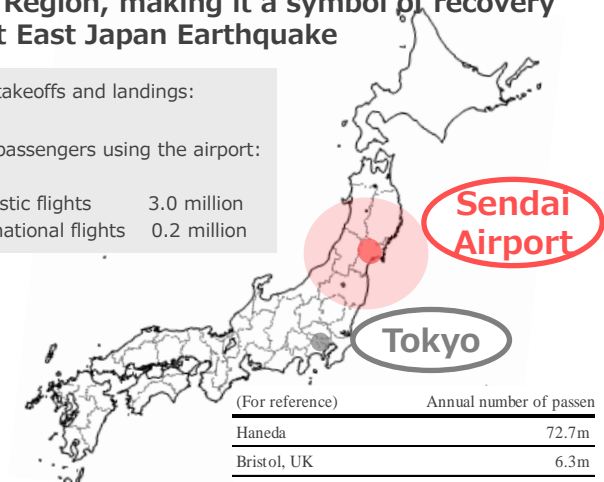 Region, making it a symbol of recovery
t East Japan Earthquake
takeoffs and landings:
passengers using the airport:
stic flights 3.0 million
national flights 0.2 million
Sendai
Airport
Tokyo
(For reference) Annual number of passen
Haneda 72.7m
Bristol, UK 6.3m